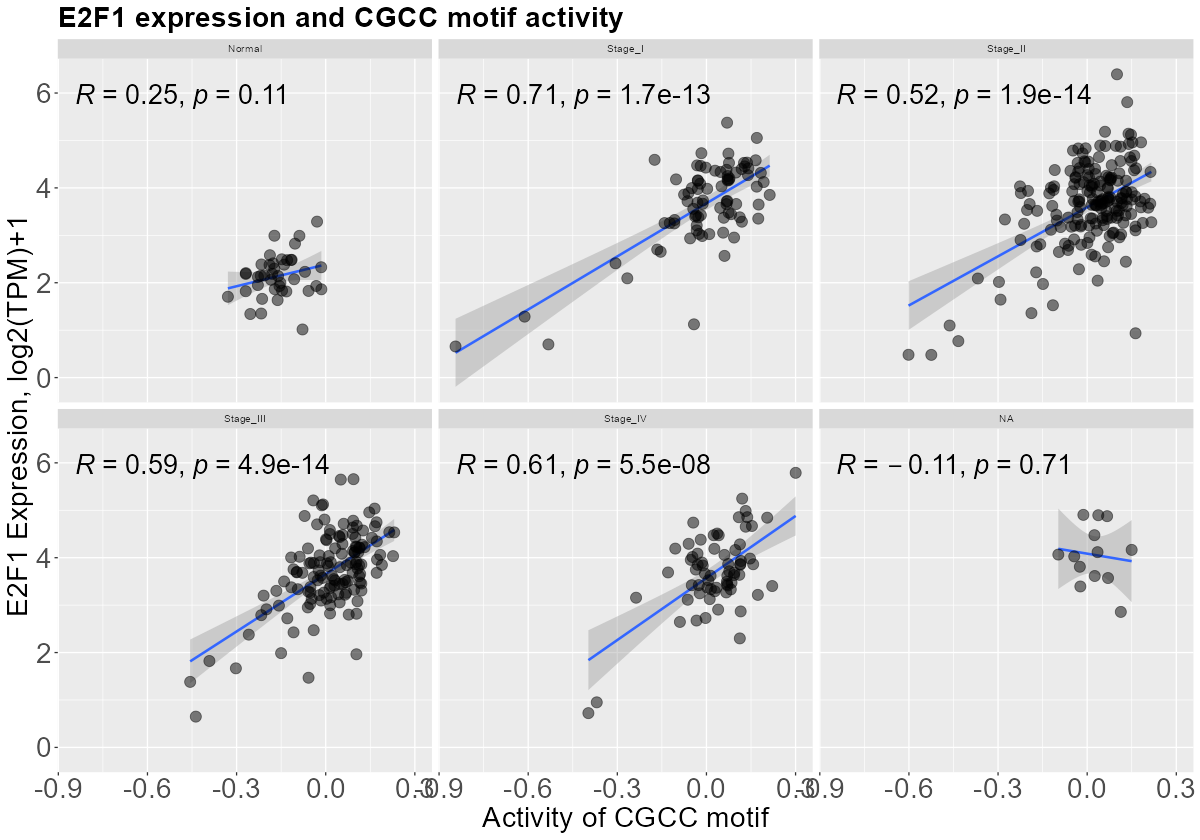 E2F1 expression and CGCC motif activity
Normal
Stage_I
Stage_II
R = 0.25, p = 0.11
R = 0.71, p = 1.7e-13
R = 0.52, p = 1.9e-14
6
4
2
0
Stage_III
Stage_IV
NA
R = 0.59, p = 4.9e-14
R = 0.61, p = 5.5e-08
R = − 0.11, p = 0.71
6
4
2
0
E2F1 Expression, log2(TPM)+1
-0.9 -0.6 -0.3 0.0 0.3
-0.9 -0.6 -0.3 0.0 0.3
-0.9 -0.6 -0.3 0.0 0.3
Activity of CGCC motif